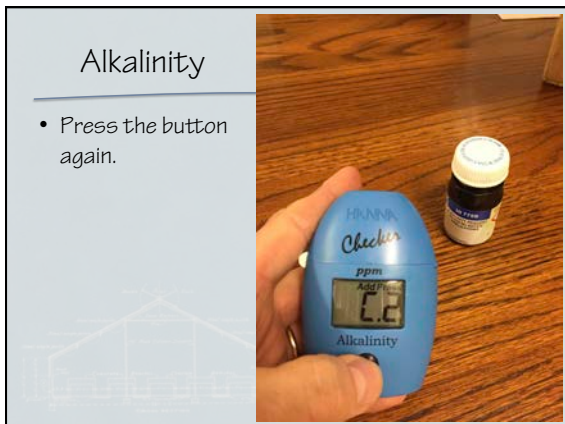 Alkalinity
• Press the button
again.
HANNA
Checker
ppm
Add Press
C.2
Alkalinity